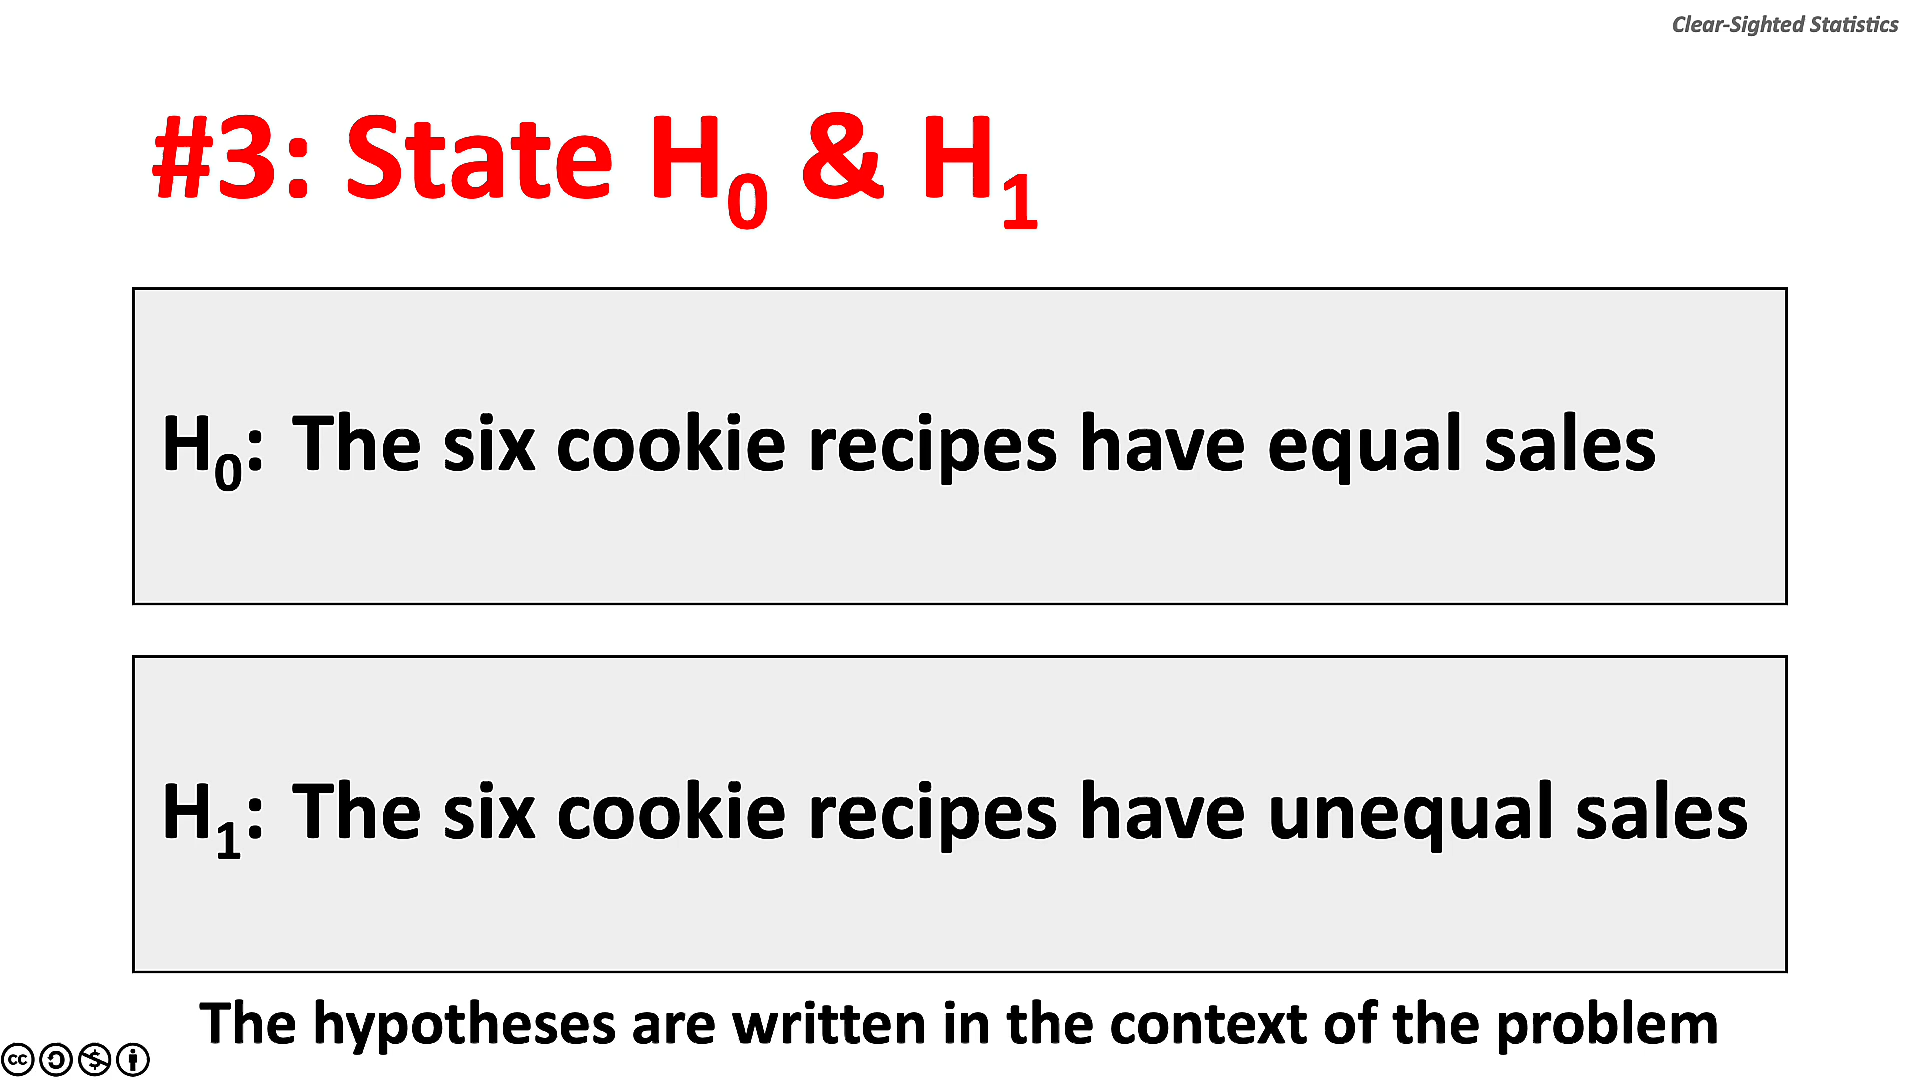 Clear-Sighted Statistics
#3: State H₀ & H₁
H₀: The six cookie recipes have equal sales
H₁: The six cookie recipes have unequal sales
The hypotheses are written in the context of the problem
cc